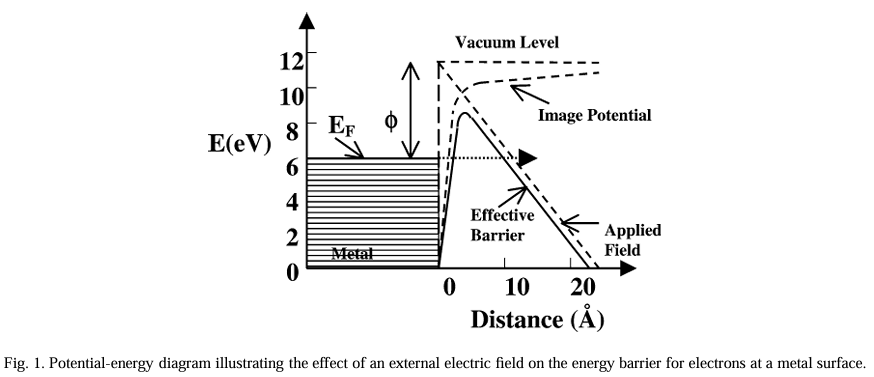 Vacuum Level
12
10
Image Potential
E_F
ϕ
8
E(eV)
6
4
Effective
Barrier
Applied
Field
2
Metal
0
0 10 20
Distance (Å)
Fig. 1. Potential-energy diagram illustrating the effect of an external electric field on the energy barrier for electrons at a metal surface.